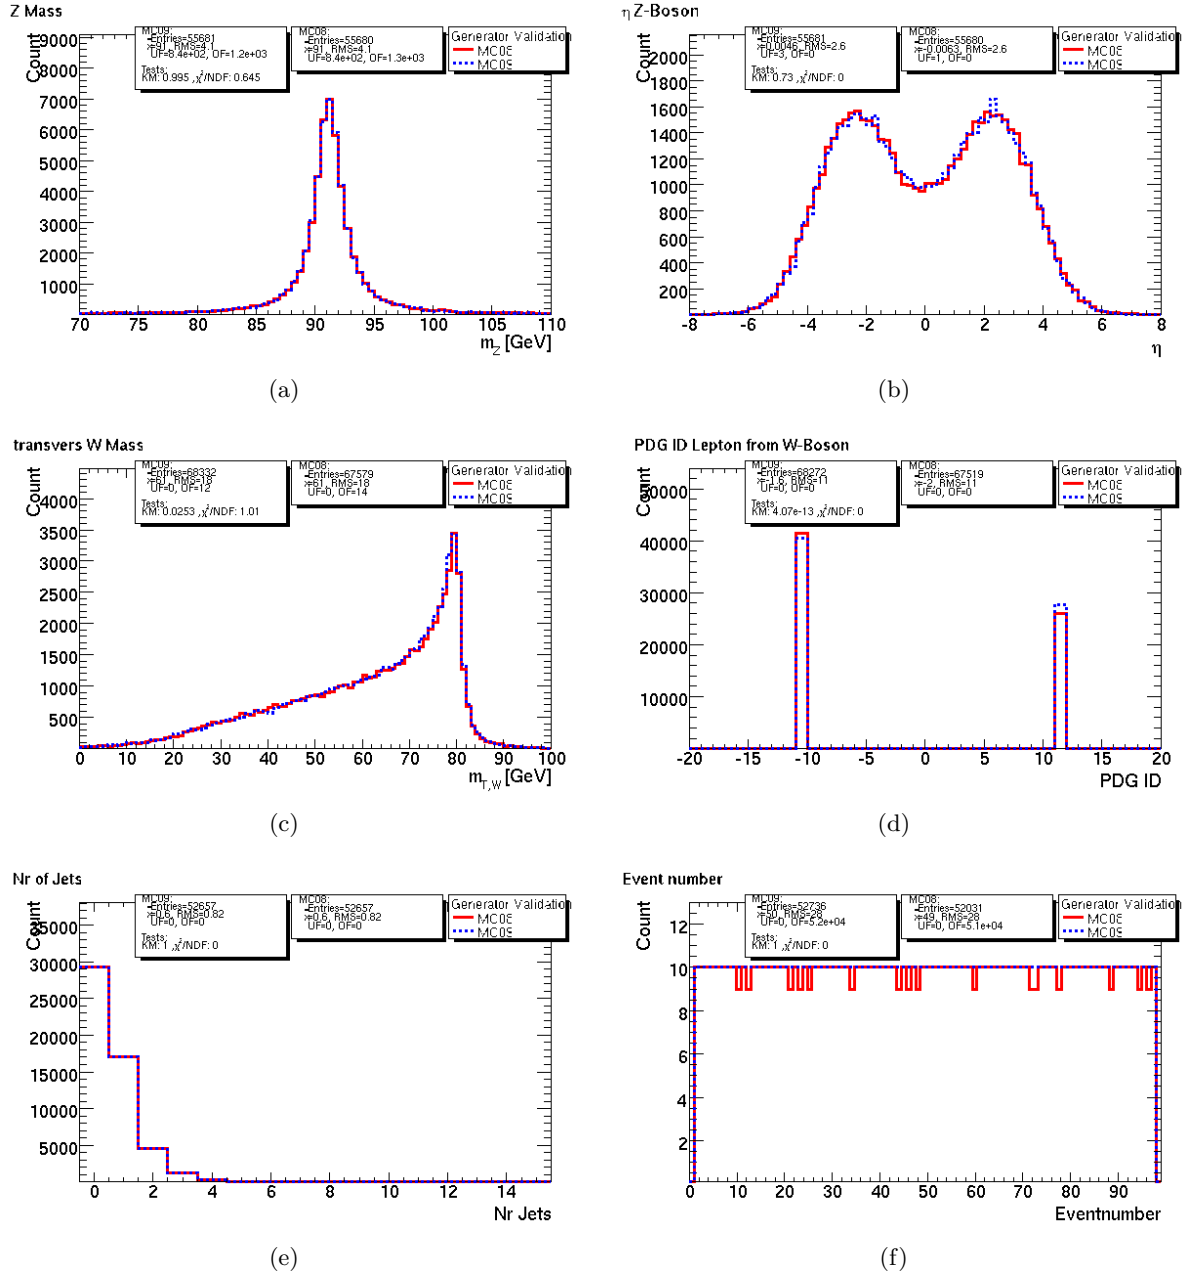 Z Mass
MC09:
Entries=55681
x=91, RMS=4.1
UF=8.4e+02, OF=1.2e+03
Tests:
KM: 0.995 ,χ²/NDF: 0.645
MC08:
Entries=55680
x=91, RMS=4.1
UF=8.4e+02, OF=1.3e+03
Generator Validation
MC08
MC09
Count
9000
8000
7000
6000
5000
4000
3000
2000
1000
70 75 80 85 90 95 100 105 110
m_Z [GeV]
(a)
η Z-Boson
MC09:
Entries=55681
x=0.0046, RMS=2.6
UF=3, OF=0
Tests:
KM: 0.73 ,χ²/NDF: 0
MC08:
Entries=55680
x=-0.0063, RMS=2.6
UF=1, OF=0
Generator Validation
MC08
MC09
Count
2000
1800
1600
1400
1200
1000
800
600
400
200
-8 -6 -4 -2 0 2 4 6 8
η
(b)
transvers W Mass
MC09:
Entries=68332
x=61, RMS=18
UF=0, OF=12
Tests:
KM: 0.0253 ,χ²/NDF: 1.01
MC08:
Entries=67579
x=61, RMS=18
UF=0, OF=14
Generator Validation
MC08
MC09
Count
4000
3500
3000
2500
2000
1500
1000
500
0 10 20 30 40 50 60 70 80 90 100
m_T,W [GeV]
(c)
PDG ID Lepton from W-Boson
MC09:
Entries=68272
x=-1.6, RMS=11
UF=0, OF=0
Tests:
KM: 4.07e-13 ,χ²/NDF: 0
MC08:
Entries=67519
x=-2, RMS=11
UF=0, OF=0
Generator Validation
MC08
MC09
Count
50000
40000
30000
20000
10000
-20 -15 -10 -5 0 5 10 15 20
PDG ID
(d)
Nr of Jets
MC09:
Entries=52657
x=0.6, RMS=0.82
UF=0, OF=0
Tests:
KM: 1 ,χ²/NDF: 0
MC08:
Entries=52657
x=0.6, RMS=0.82
UF=0, OF=0
Generator Validation
MC08
MC09
Count
30000
25000
20000
15000
10000
5000
0 2 4 6 8 10 12 14
Nr Jets
(e)
Event number
MC09:
Entries=52736
x=50, RMS=28
UF=0, OF=5.2e+04
Tests:
KM: 1 ,χ²/NDF: 0
MC08:
Entries=52031
x=49, RMS=28
UF=0, OF=5.1e+04
Generator Validation
MC08
MC09
Count
12
10
8
6
4
2
0 10 20 30 40 50 60 70 80 90
Eventnumber
(f)